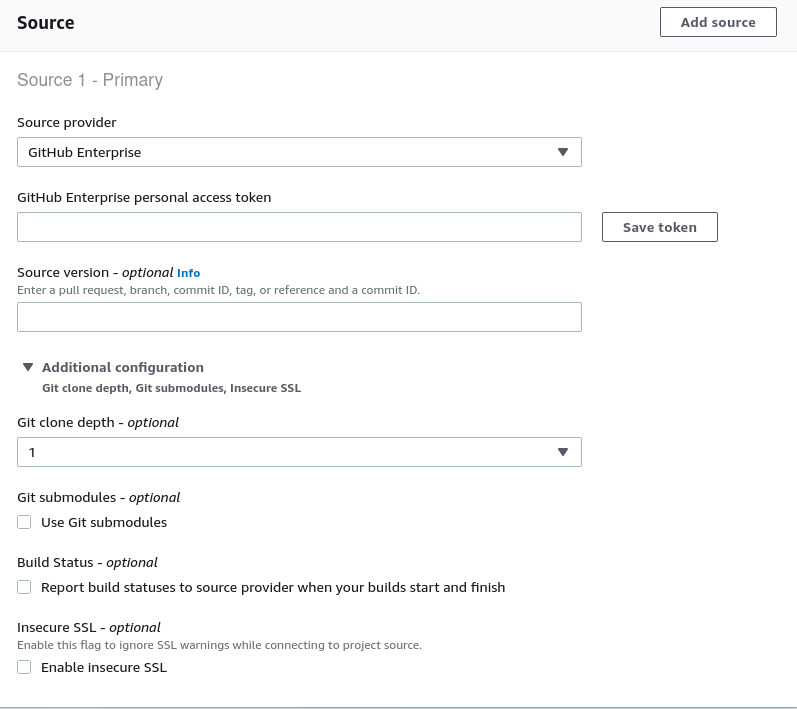 Source
Add source
Source 1 - Primary
Source provider
GitHub Enterprise
GitHub Enterprise personal access token
Save token
Source version - optional Info
Enter a pull request, branch, commit ID, tag, or reference and a commit ID.
Additional configuration
Git clone depth, Git submodules, Insecure SSL
Git clone depth - optional
1
Git submodules - optional
Use Git submodules
Build Status - optional
Report build statuses to source provider when your builds start and finish
Insecure SSL - optional
Enable this flag to ignore SSL warnings while connecting to project source.
Enable insecure SSL